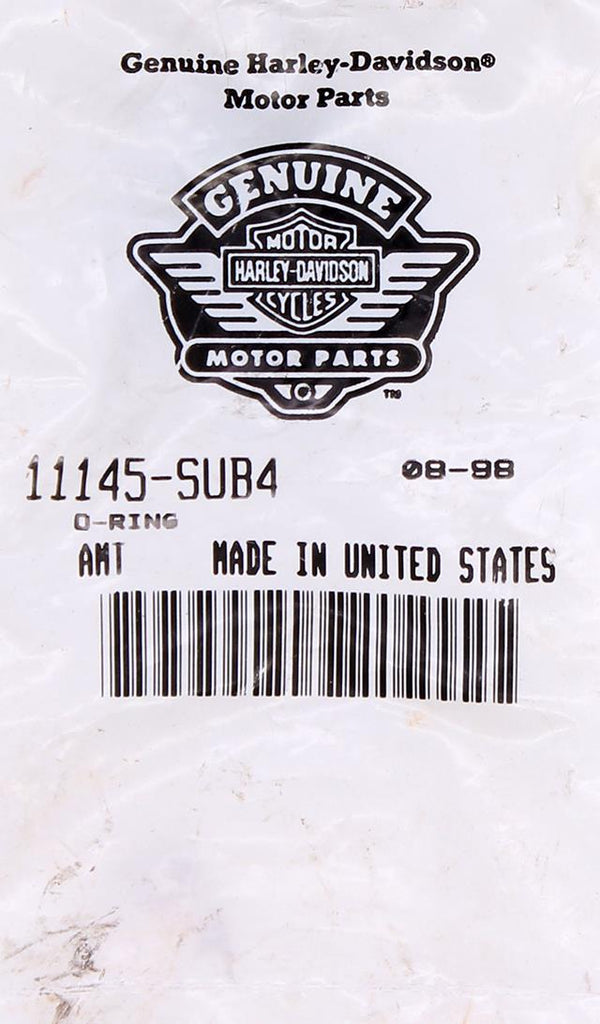 Genuine Harley-Davidson®
Motor Parts
GENUINE
MOTOR
HARLEY-DAVIDSON
CYCLES
MOTOR PARTS
TM
11145-SUB4 08-98
O-RING
AMT MADE IN UNITED STATES